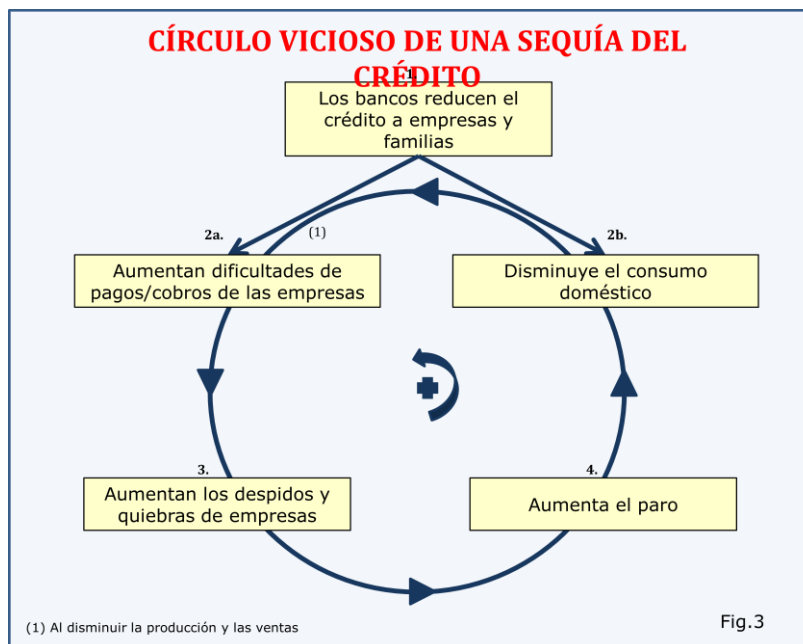 CÍRCULO VICIOSO DE UNA SEQUÍA DEL
CRÉDITO
1.
Los bancos reducen el
crédito a empresas y
familias
2a.
(1)
2b.
Aumentan dificultades de
pagos/cobros de las empresas
Disminuye el consumo
doméstico
3.
Aumentan los despidos y
quiebras de empresas
4.
Aumenta el paro
(1) Al disminuir la producción y las ventas
Fig.3